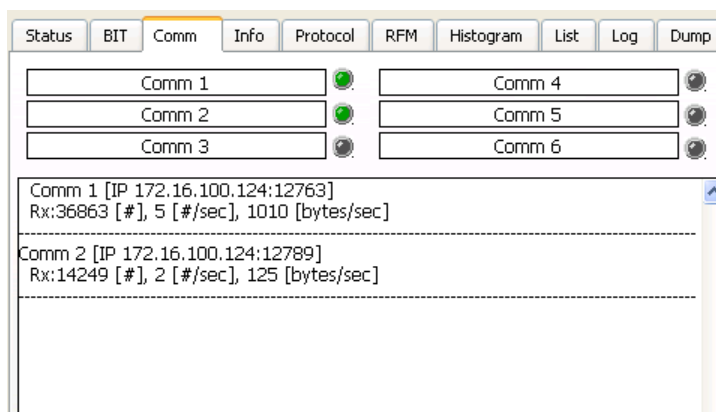 Status BIT Comm Info Protocol RFM Histogram List Log Dump
Comm 1 Comm 4
Comm 2 Comm 5
Comm 3 Comm 6
Comm 1 [IP 172.16.100.124:12763]
Rx:36863 [#], 5 [#/sec], 1010 [bytes/sec]
Comm 2 [IP 172.16.100.124:12789]
Rx:14249 [#], 2 [#/sec], 125 [bytes/sec]